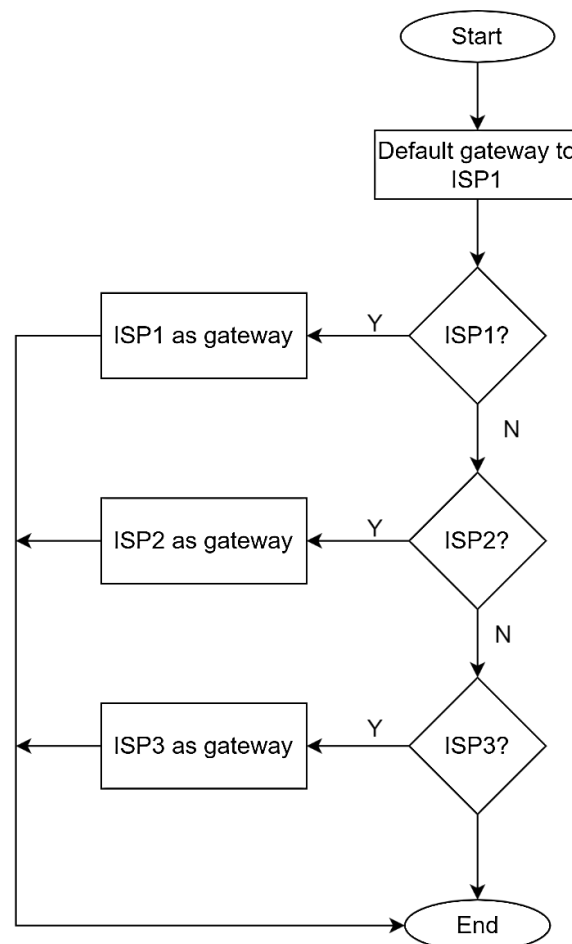 Start
Default gateway to
ISP1
ISP1 as gateway
Y
ISP1?
N
ISP2 as gateway
Y
ISP2?
N
ISP3 as gateway
Y
ISP3?
End